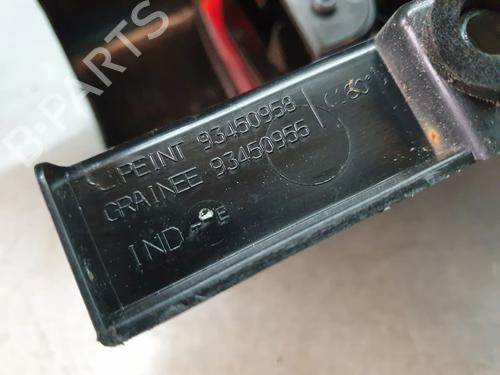 PEINT 93450958
GRAINEE 93450955
IND
B
B-PARTS